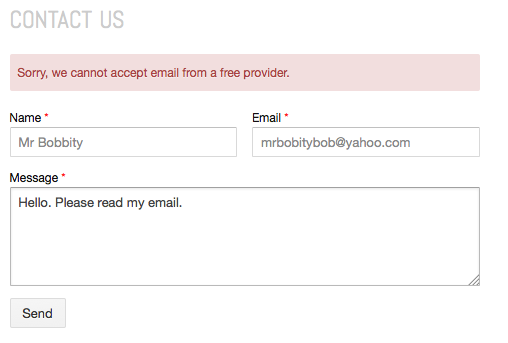 CONTACT US
Sorry, we cannot accept email from a free provider.
Name * Email *
Mr Bobbity mrbobitybob@yahoo.com
Message *
Hello. Please read my email.
Send